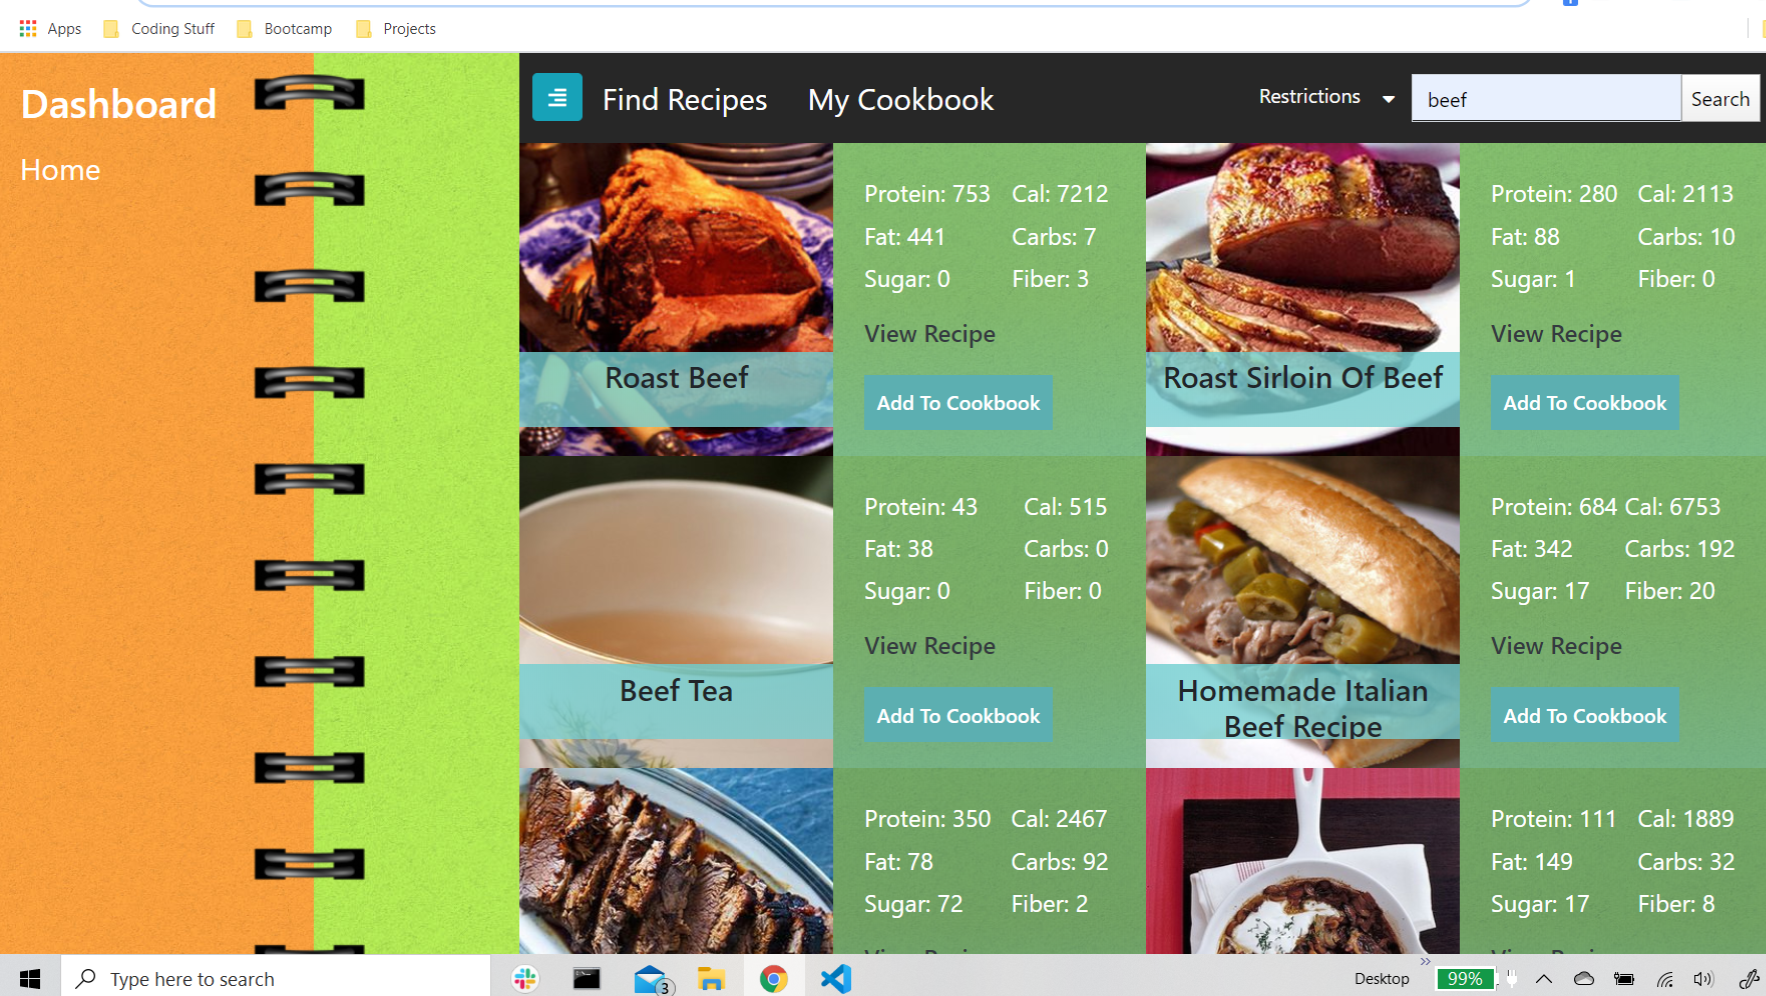 Apps Coding Stuff Bootcamp Projects
Dashboard
Home
Find Recipes My Cookbook Restrictions beef Search
Protein: 753 Cal: 7212
Fat: 441 Carbs: 7
Sugar: 0 Fiber: 3
View Recipe
Roast Beef
Add To Cookbook
Protein: 280 Cal: 2113
Fat: 88 Carbs: 10
Sugar: 1 Fiber: 0
View Recipe
Roast Sirloin Of Beef
Add To Cookbook
Protein: 43 Cal: 515
Fat: 38 Carbs: 0
Sugar: 0 Fiber: 0
View Recipe
Beef Tea
Add To Cookbook
Protein: 684 Cal: 6753
Fat: 342 Carbs: 192
Sugar: 17 Fiber: 20
View Recipe
Homemade Italian
Beef Recipe
Add To Cookbook
Protein: 350 Cal: 2467
Fat: 78 Carbs: 92
Sugar: 72 Fiber: 2
Protein: 111 Cal: 1889
Fat: 149 Carbs: 32
Sugar: 17 Fiber: 8
Type here to search 3 Desktop 99%